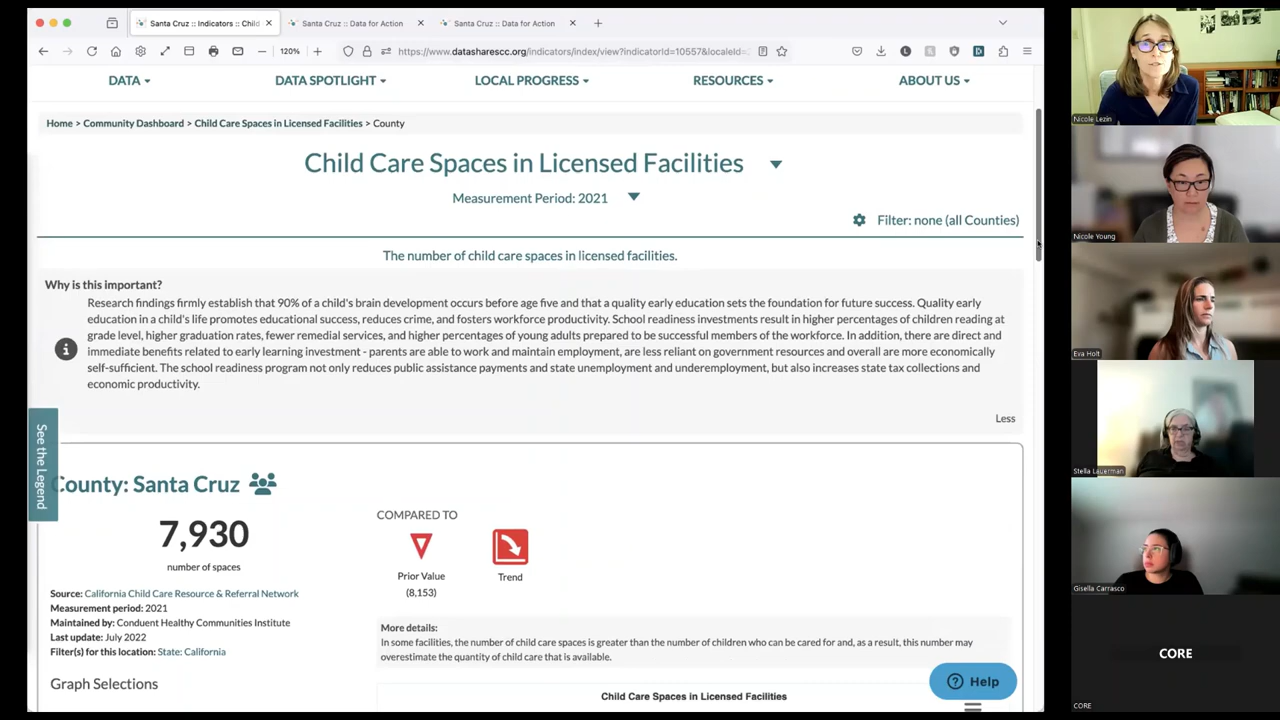 Santa Cruz :: Indicators :: Child
Santa Cruz :: Data for Action
Santa Cruz :: Data for Action
120%
https://www.datasharescc.org/indicators/index/view?indicatorId=10557&localeId=
DATA
DATA SPOTLIGHT
LOCAL PROGRESS
RESOURCES
ABOUT US
Home > Community Dashboard > Child Care Spaces in Licensed Facilities > County
Child Care Spaces in Licensed Facilities
Measurement Period: 2021
Filter: none (all Counties)
The number of child care spaces in licensed facilities.
Why is this important?
Research findings firmly establish that 90% of a child's brain development occurs before age five and that a quality early education sets the foundation for future success. Quality early
education in a child's life promotes educational success, reduces crime, and fosters workforce productivity. School readiness investments result in higher percentages of children reading at
grade level, higher graduation rates, fewer remedial services, and higher percentages of young adults prepared to be successful members of the workforce. In addition, there are direct and
immediate benefits related to early learning investment - parents are able to work and maintain employment, are less reliant on government resources and overall are more economically
self-sufficient. The school readiness program not only reduces public assistance payments and state unemployment and underemployment, but also increases state tax collections and
economic productivity.
Less
See the Legend
County: Santa Cruz
7,930
number of spaces
COMPARED TO
Prior Value
(8,153)
Trend
Source: California Child Care Resource & Referral Network
Measurement period: 2021
Maintained by: Conduent Healthy Communities Institute
Last update: July 2022
Filter(s) for this location: State: California
More details:
In some facilities, the number of child care spaces is greater than the number of children who can be cared for and, as a result, this number may
overestimate the quantity of child care that is available.
Graph Selections
Child Care Spaces in Licensed Facilities
Help
Nicole Lezin
Nicole Young
Eva Holt
Stella Lauerman
Gisella Carrasco
CORE
CORE